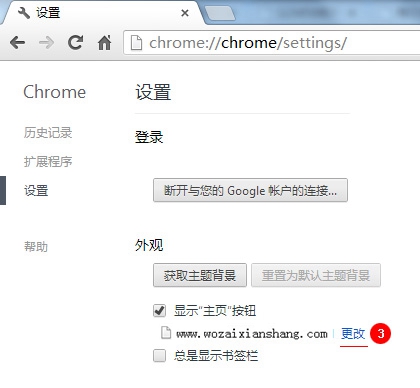 设置
chrome://chrome/settings/
Chrome
设置
历史记录
登录
扩展程序
设置
断开与您的 Google 帐户的连接...
帮助
外观
获取主题背景
重置为默认主题背景
显示"主页"按钮
www.wozaixianshang.com 更改 3
总是显示书签栏